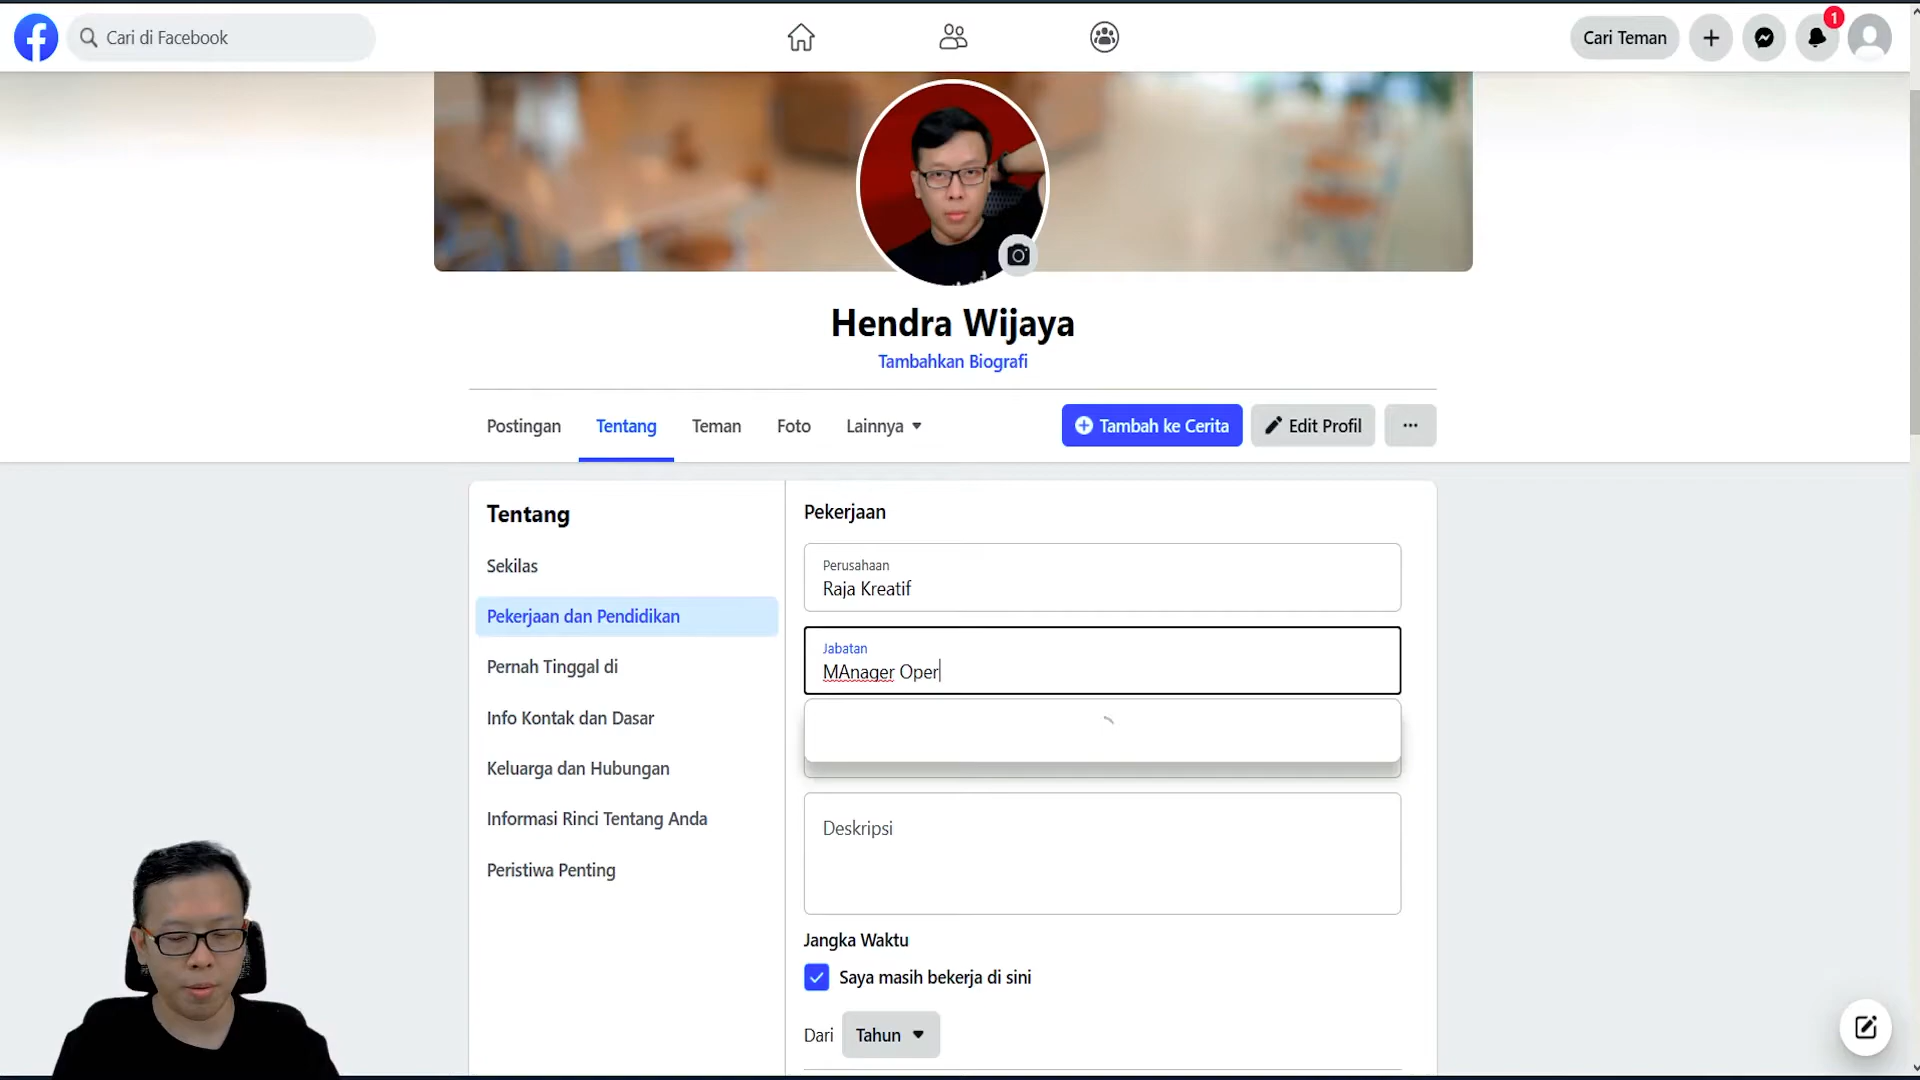 Cari di Facebook
Cari Teman
1
Hendra Wijaya
Tambahkan Biografi
Postingan
Tentang
Teman
Foto
Lainnya
Tambah ke Cerita
Edit Profil
Tentang
Sekilas
Pekerjaan dan Pendidikan
Pernah Tinggal di
Info Kontak dan Dasar
Keluarga dan Hubungan
Informasi Rinci Tentang Anda
Peristiwa Penting
Pekerjaan
Perusahaan
Raja Kreatif
Jabatan
MAnager Oper
Deskripsi
Jangka Waktu
Saya masih bekerja di sini
Dari
Tahun